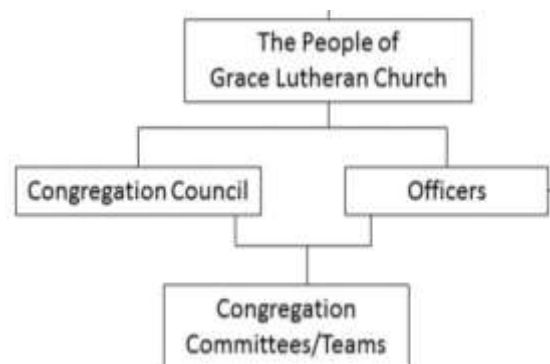 The People of
Grace Lutheran Church
Congregation Council
Officers
Congregation
Committees/Teams